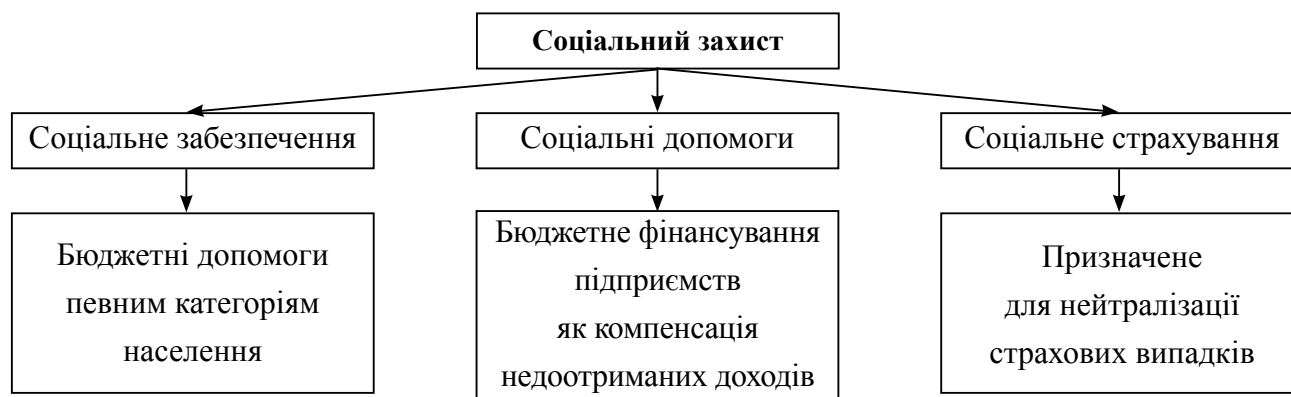 Соціальний захист
Соціальне забезпечення
Соціальні допомоги
Соціальне страхування
Бюджетні допомоги
певним категоріям
населення
Бюджетне фінансування
підприємств
як компенсація
недоотриманих доходів
Призначене
для нейтралізації
страхових випадків